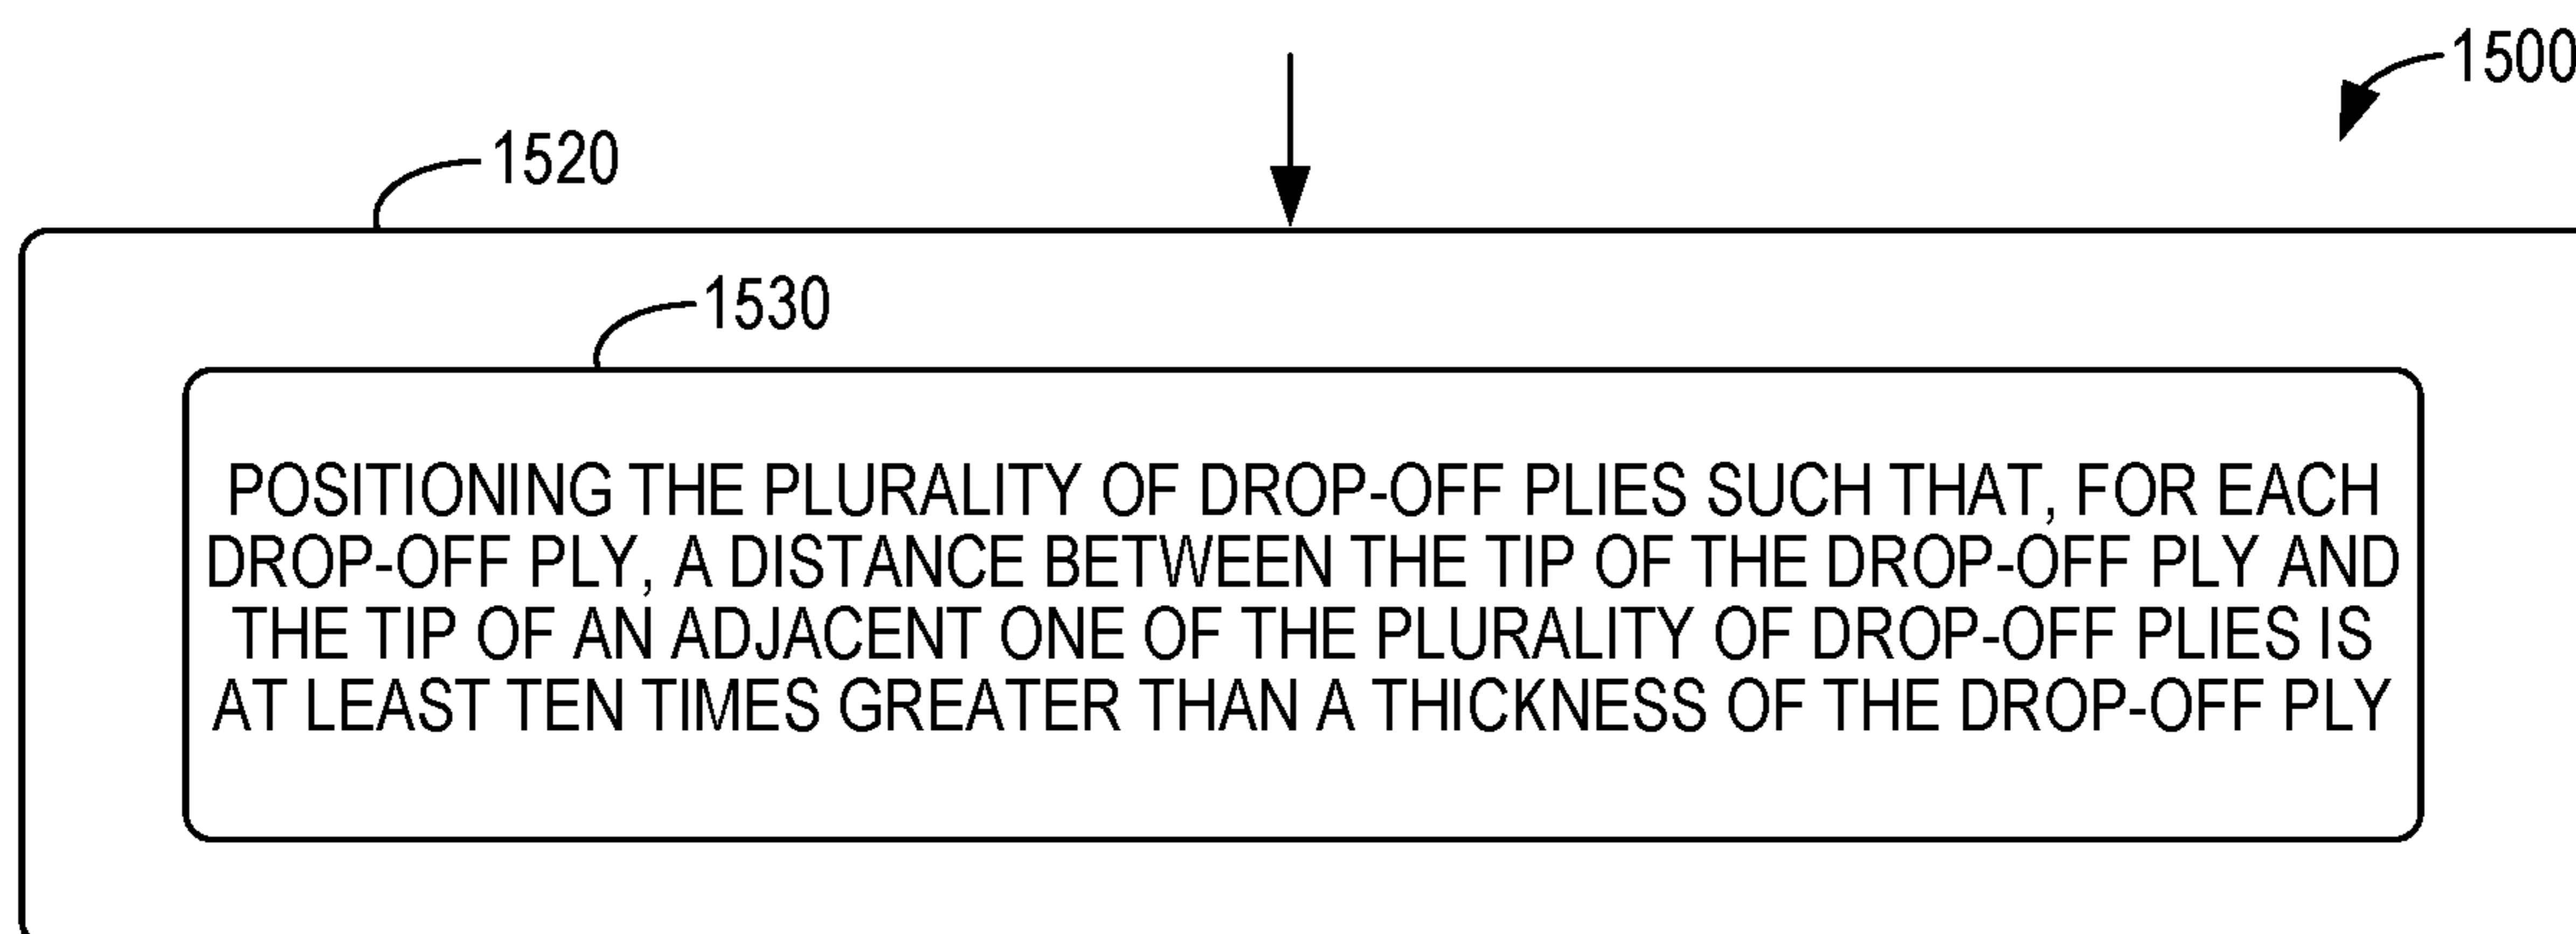 1500
1520
1530
POSITIONING THE PLURALITY OF DROP-OFF PLIES SUCH THAT, FOR EACH
DROP-OFF PLY, A DISTANCE BETWEEN THE TIP OF THE DROP-OFF PLY AND
THE TIP OF AN ADJACENT ONE OF THE PLURALITY OF DROP-OFF PLIES IS
AT LEAST TEN TIMES GREATER THAN A THICKNESS OF THE DROP-OFF PLY